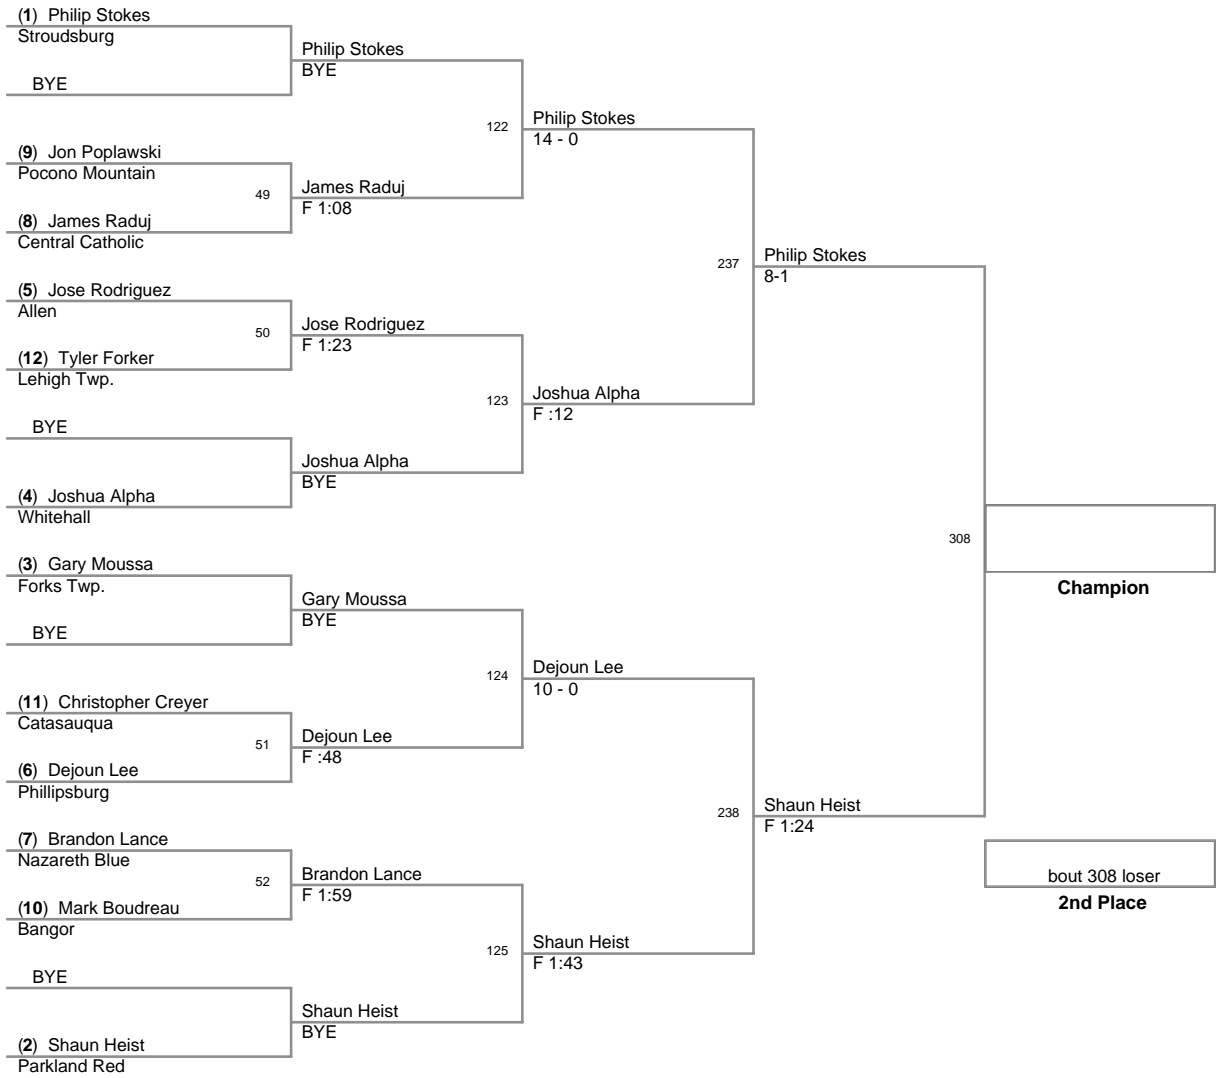 (1) Philip Stokes
Stroudsburg
BYE
(9) Jon Poplawski
Pocono Mountain
49
(8) James Raduj
Central Catholic
(5) Jose Rodriguez
Allen
50
(12) Tyler Forker
Lehigh Twp.
BYE
(4) Joshua Alpha
Whitehall
(3) Gary Moussa
Forks Twp.
BYE
(11) Christopher Creyer
Catasauqua
51
(6) Dejoun Lee
Phillipsburg
(7) Brandon Lance
Nazareth Blue
52
(10) Mark Boudreau
Bangor
BYE
(2) Shaun Heist
Parkland Red
Philip Stokes
BYE
122
James Raduj
F 1:08
Jose Rodriguez
F 1:23
123
Joshua Alpha
BYE
Gary Moussa
BYE
124
Dejoun Lee
F :48
Brandon Lance
F 1:59
125
Shaun Heist
BYE
Philip Stokes
14 - 0
237
Joshua Alpha
F :12
Dejoun Lee
10 - 0
238
Shaun Heist
F 1:43
Philip Stokes
8-1
308
Shaun Heist
F 1:24
Champion
bout 308 loser
2nd Place